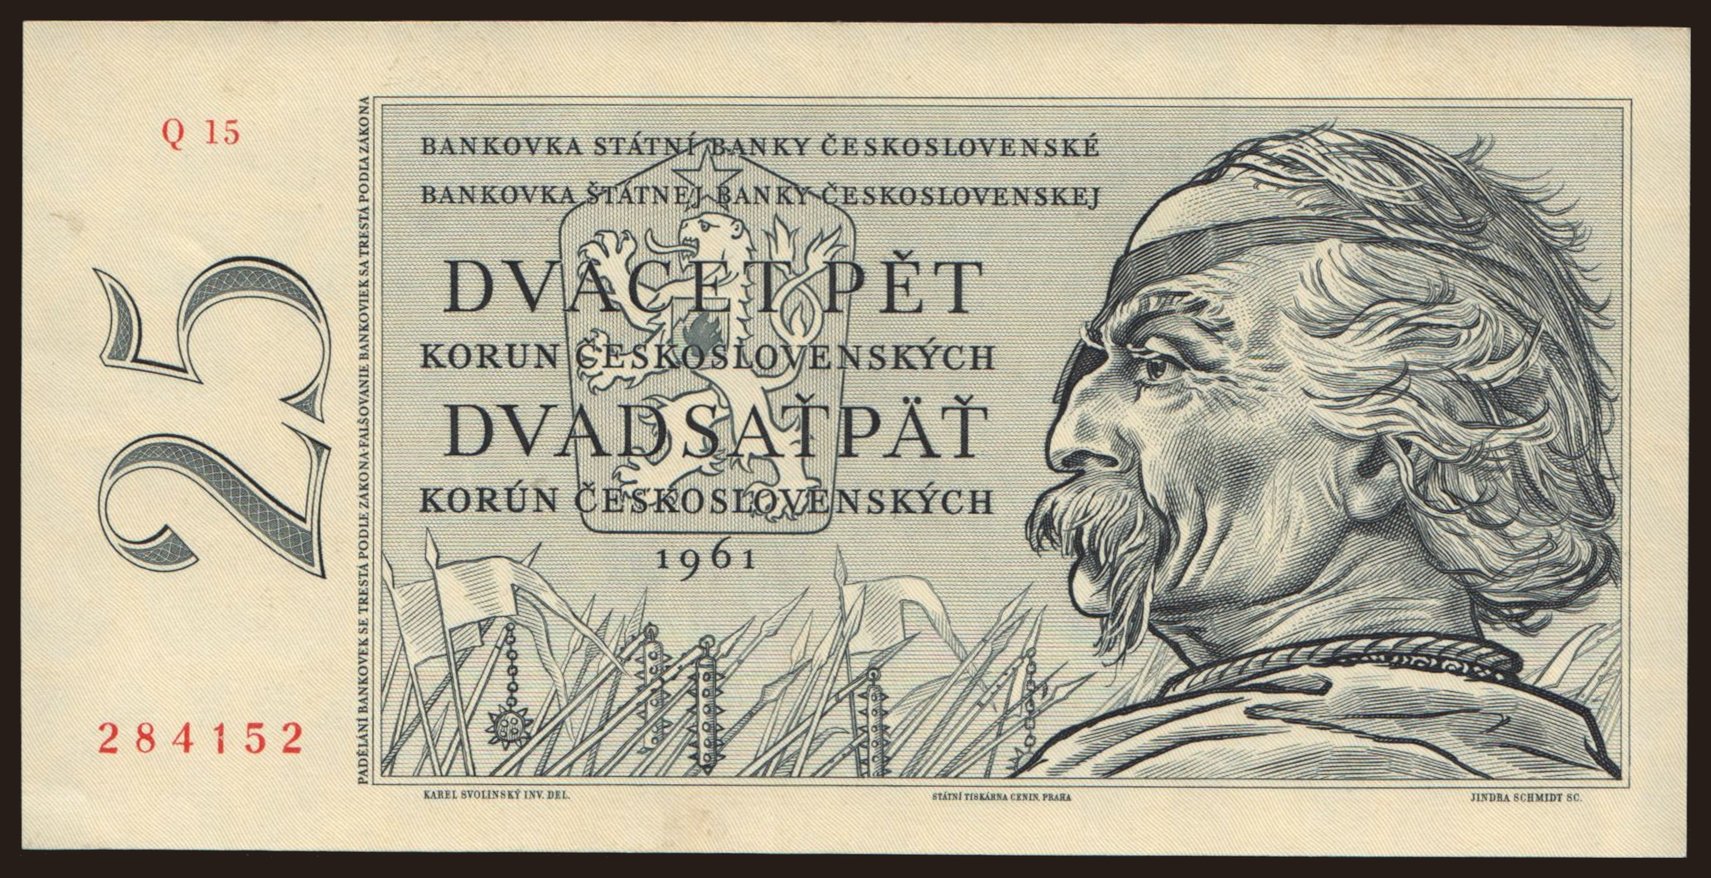 Q 15
25
284152
PADĚLÁNÍ BANKOVEK SE TRESTÁ PODLE ZÁKONA-FALŠOVANIE BANKOVIEK SA TRESTÁ PODĽA ZÁKONA
BANKOVKA STÁTNÍ BANKY ČESKOSLOVENSKÉ
BANKOVKA ŠTÁTNEJ BANKY ČESKOSLOVENSKEJ
DVACET PĚT
KORUN ČESKOSLOVENSKÝCH
DVADSAŤPÄŤ
KORÚN ČESKOSLOVENSKÝCH
1961
KAREL SVOLINSKÝ INV. DEL.
STÁTNÍ TISKÁRNA CENIN, PRAHA
JINDRA SCHMIDT SC.